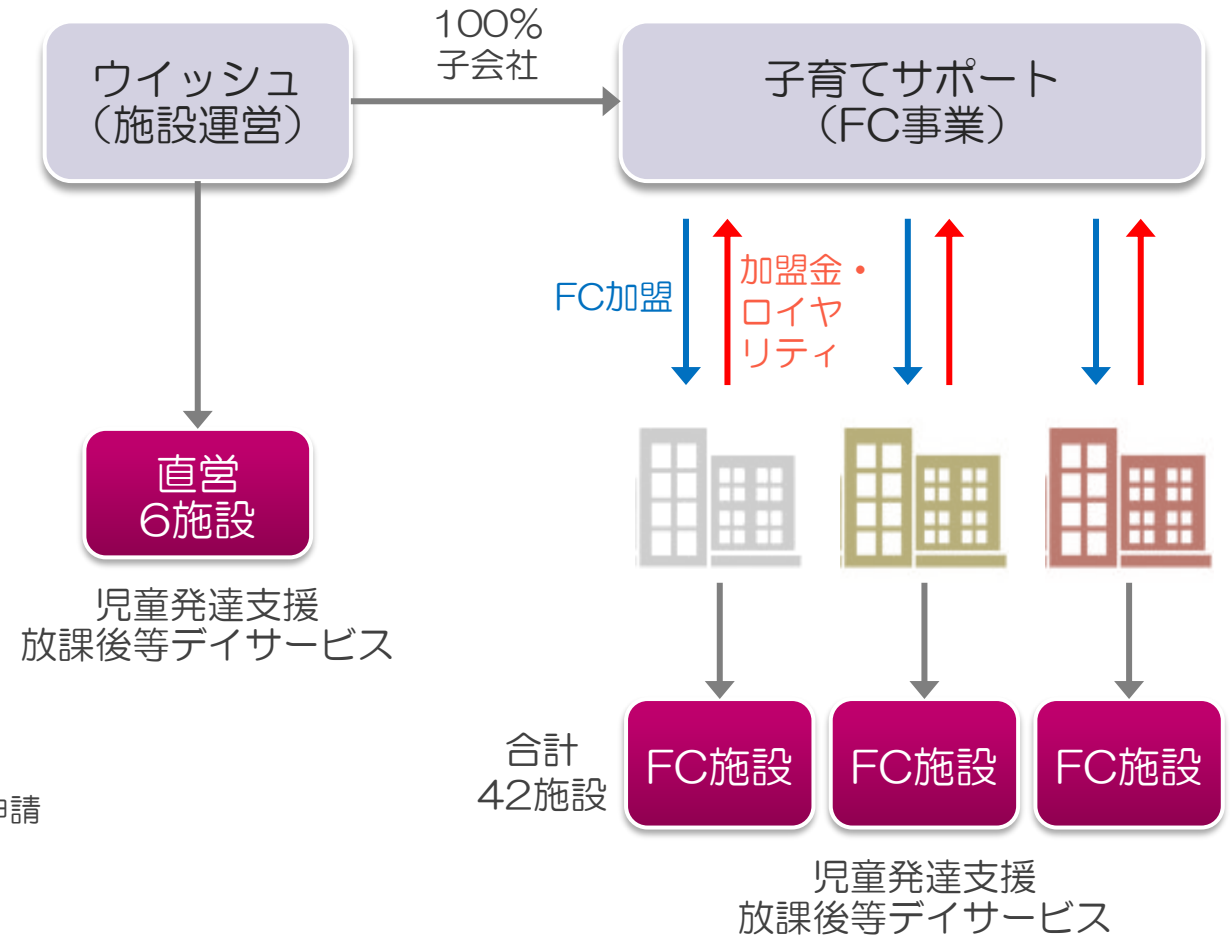 100%
子会社
ウイッシュ
(施設運営)
子育てサポート
(FC事業)
FC加盟
加盟金・
ロイヤ
リティ
直営
6施設
児童発達支援
放課後等デイサービス
合計
42施設
FC施設
FC施設
FC施設
児童発達支援
放課後等デイサービス
申請